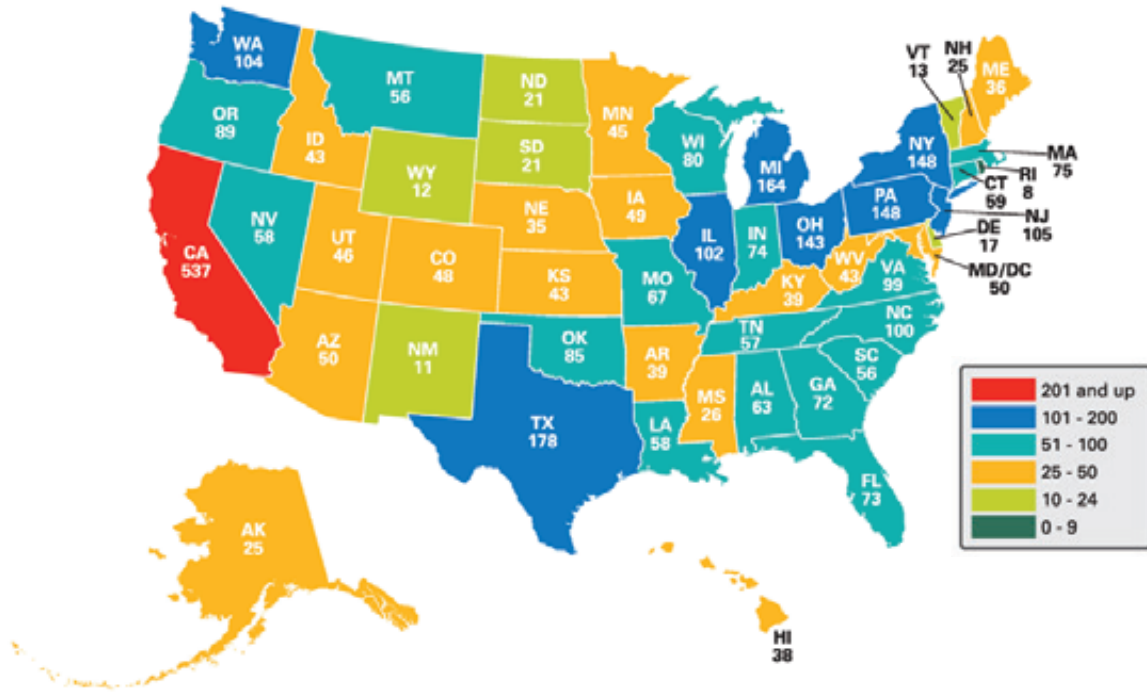 WA
104
MT
56
ND
21
MN
45
VT
13
NH
25
ME
36
OR
89
ID
43
SD
21
WI
80
MI
164
NY
148
MA
75
RI
8
CT
59
WY
12
IA
49
PA
148
NJ
105
NV
58
NE
35
IL
102
IN
74
OH
143
DE
17
MD/DC
50
CA
537
UT
46
CO
48
KS
43
MO
67
KY
39
WV
43
VA
99
NC
100
AZ
50
NM
11
OK
85
AR
39
TN
57
SC
56
MS
26
AL
63
GA
72
TX
178
LA
58
FL
73
AK
25
HI
38
201 and up
101 - 200
51 - 100
25 - 50
10 - 24
0 - 9